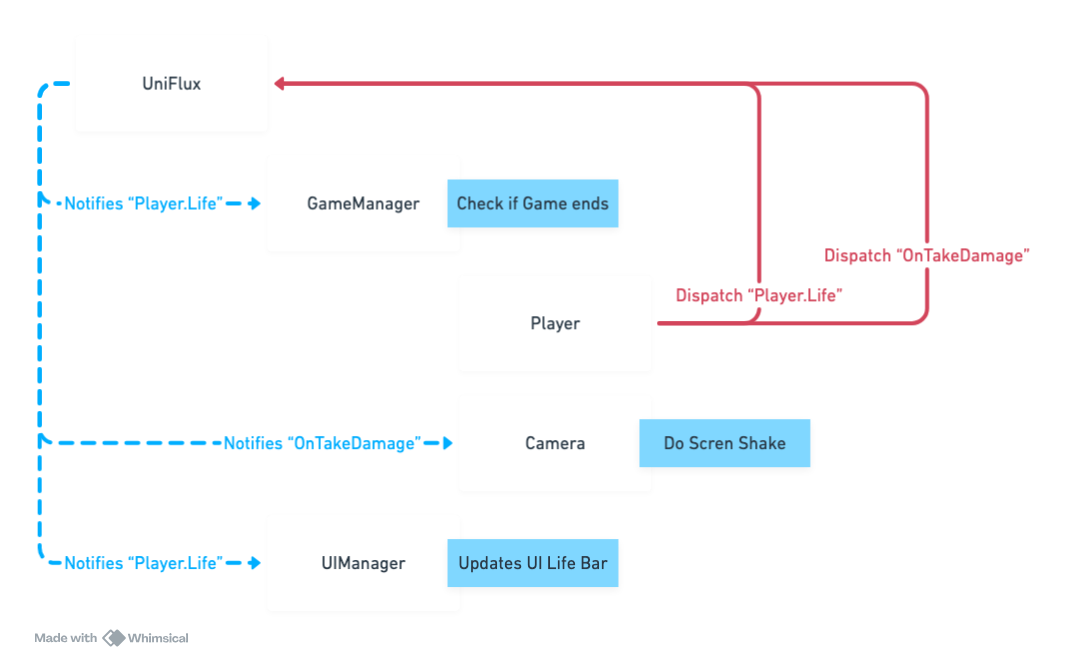 UniFlux
Notifies “Player.Life”
GameManager
Check if Game ends
Dispatch “OnTakeDamage”
Dispatch “Player.Life”
Player
Notifies “OnTakeDamage”
Camera
Do Scren Shake
Notifies “Player.Life”
UIManager
Updates UI Life Bar
Made with Whimsical